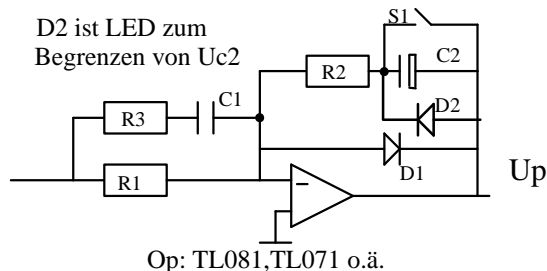 D2 ist LED zum
Begrenzen von Uc2
S1
R2
C2
C1
D2
R3
D1
R1
Up
Op: TL081,TL071 o.ä.